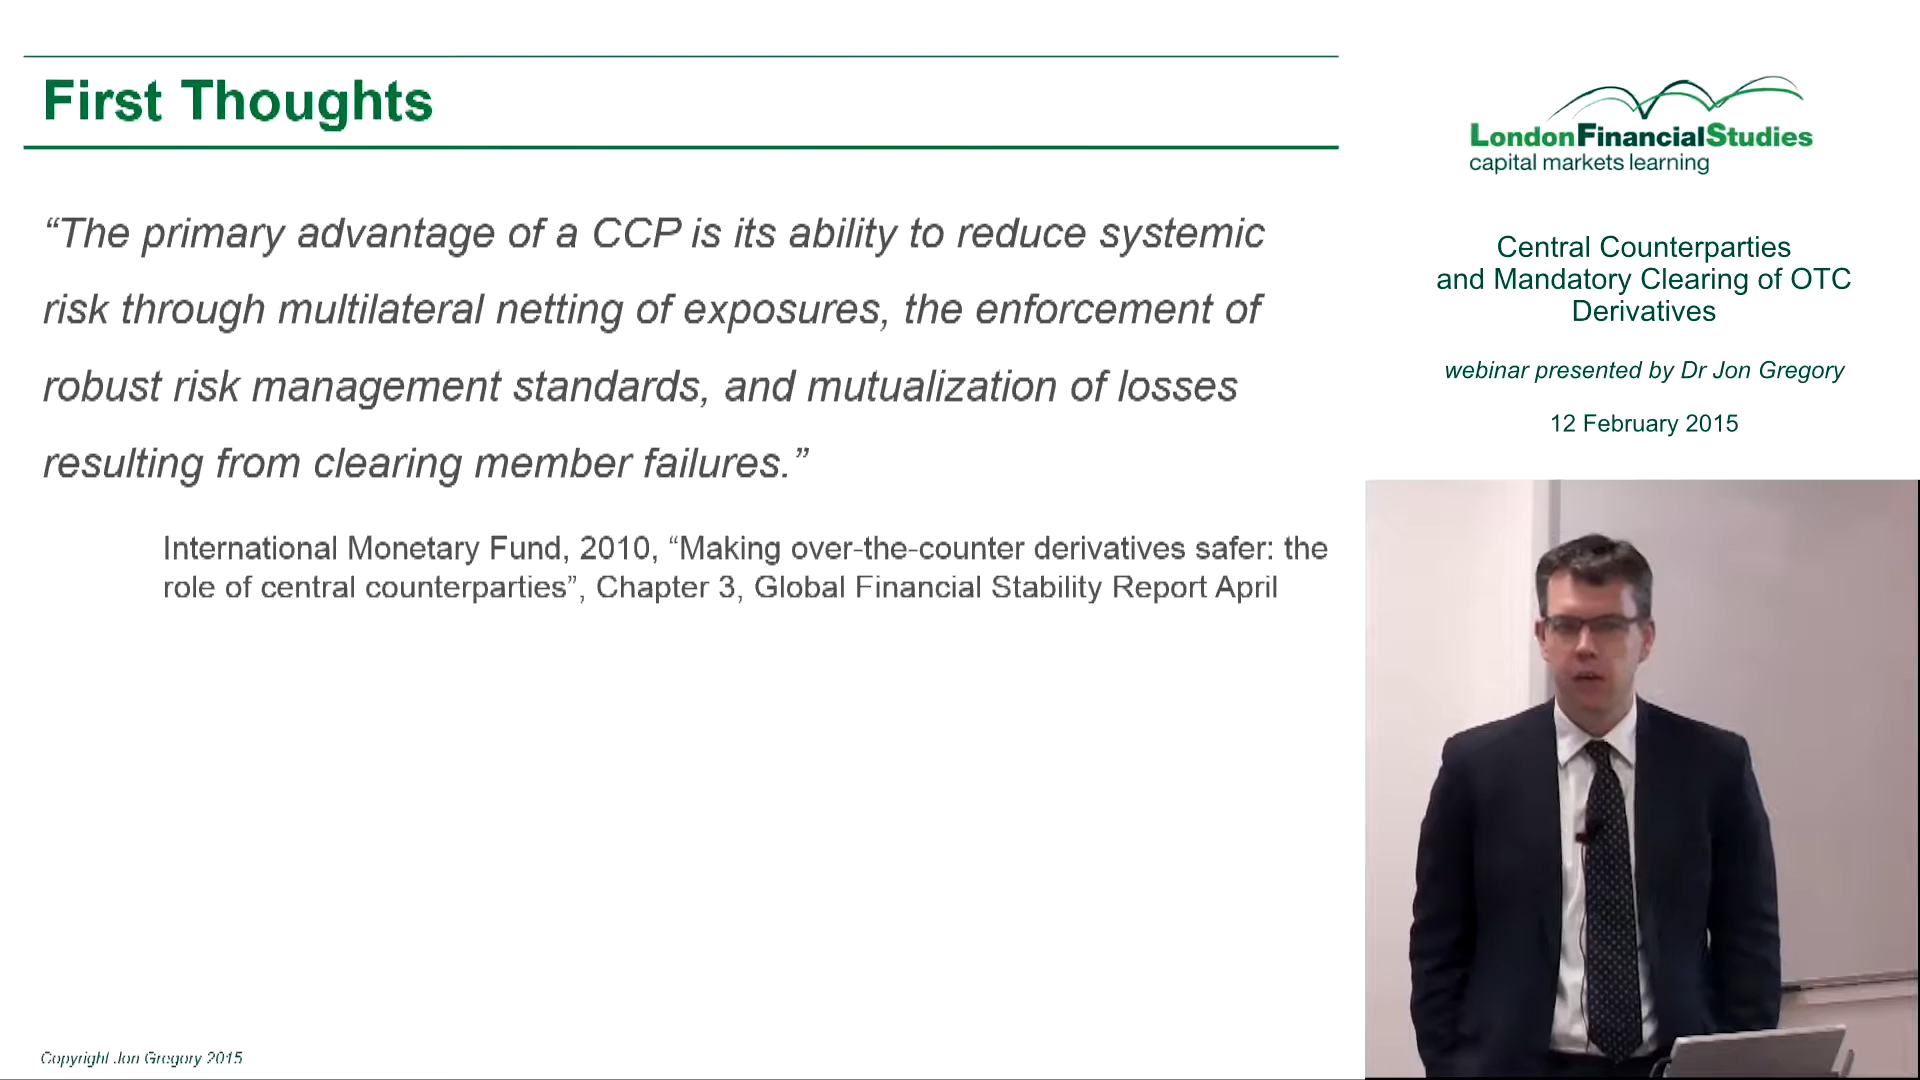 First Thoughts
“The primary advantage of a CCP is its ability to reduce systemic
risk through multilateral netting of exposures, the enforcement of
robust risk management standards, and mutualization of losses
resulting from clearing member failures.”
International Monetary Fund, 2010, “Making over-the-counter derivatives safer: the
role of central counterparties”, Chapter 3, Global Financial Stability Report April
Copyright Jon Gregory 2015
LondonFinancialStudies
capital markets learning
Central Counterparties
and Mandatory Clearing of OTC
Derivatives
webinar presented by Dr Jon Gregory
12 February 2015